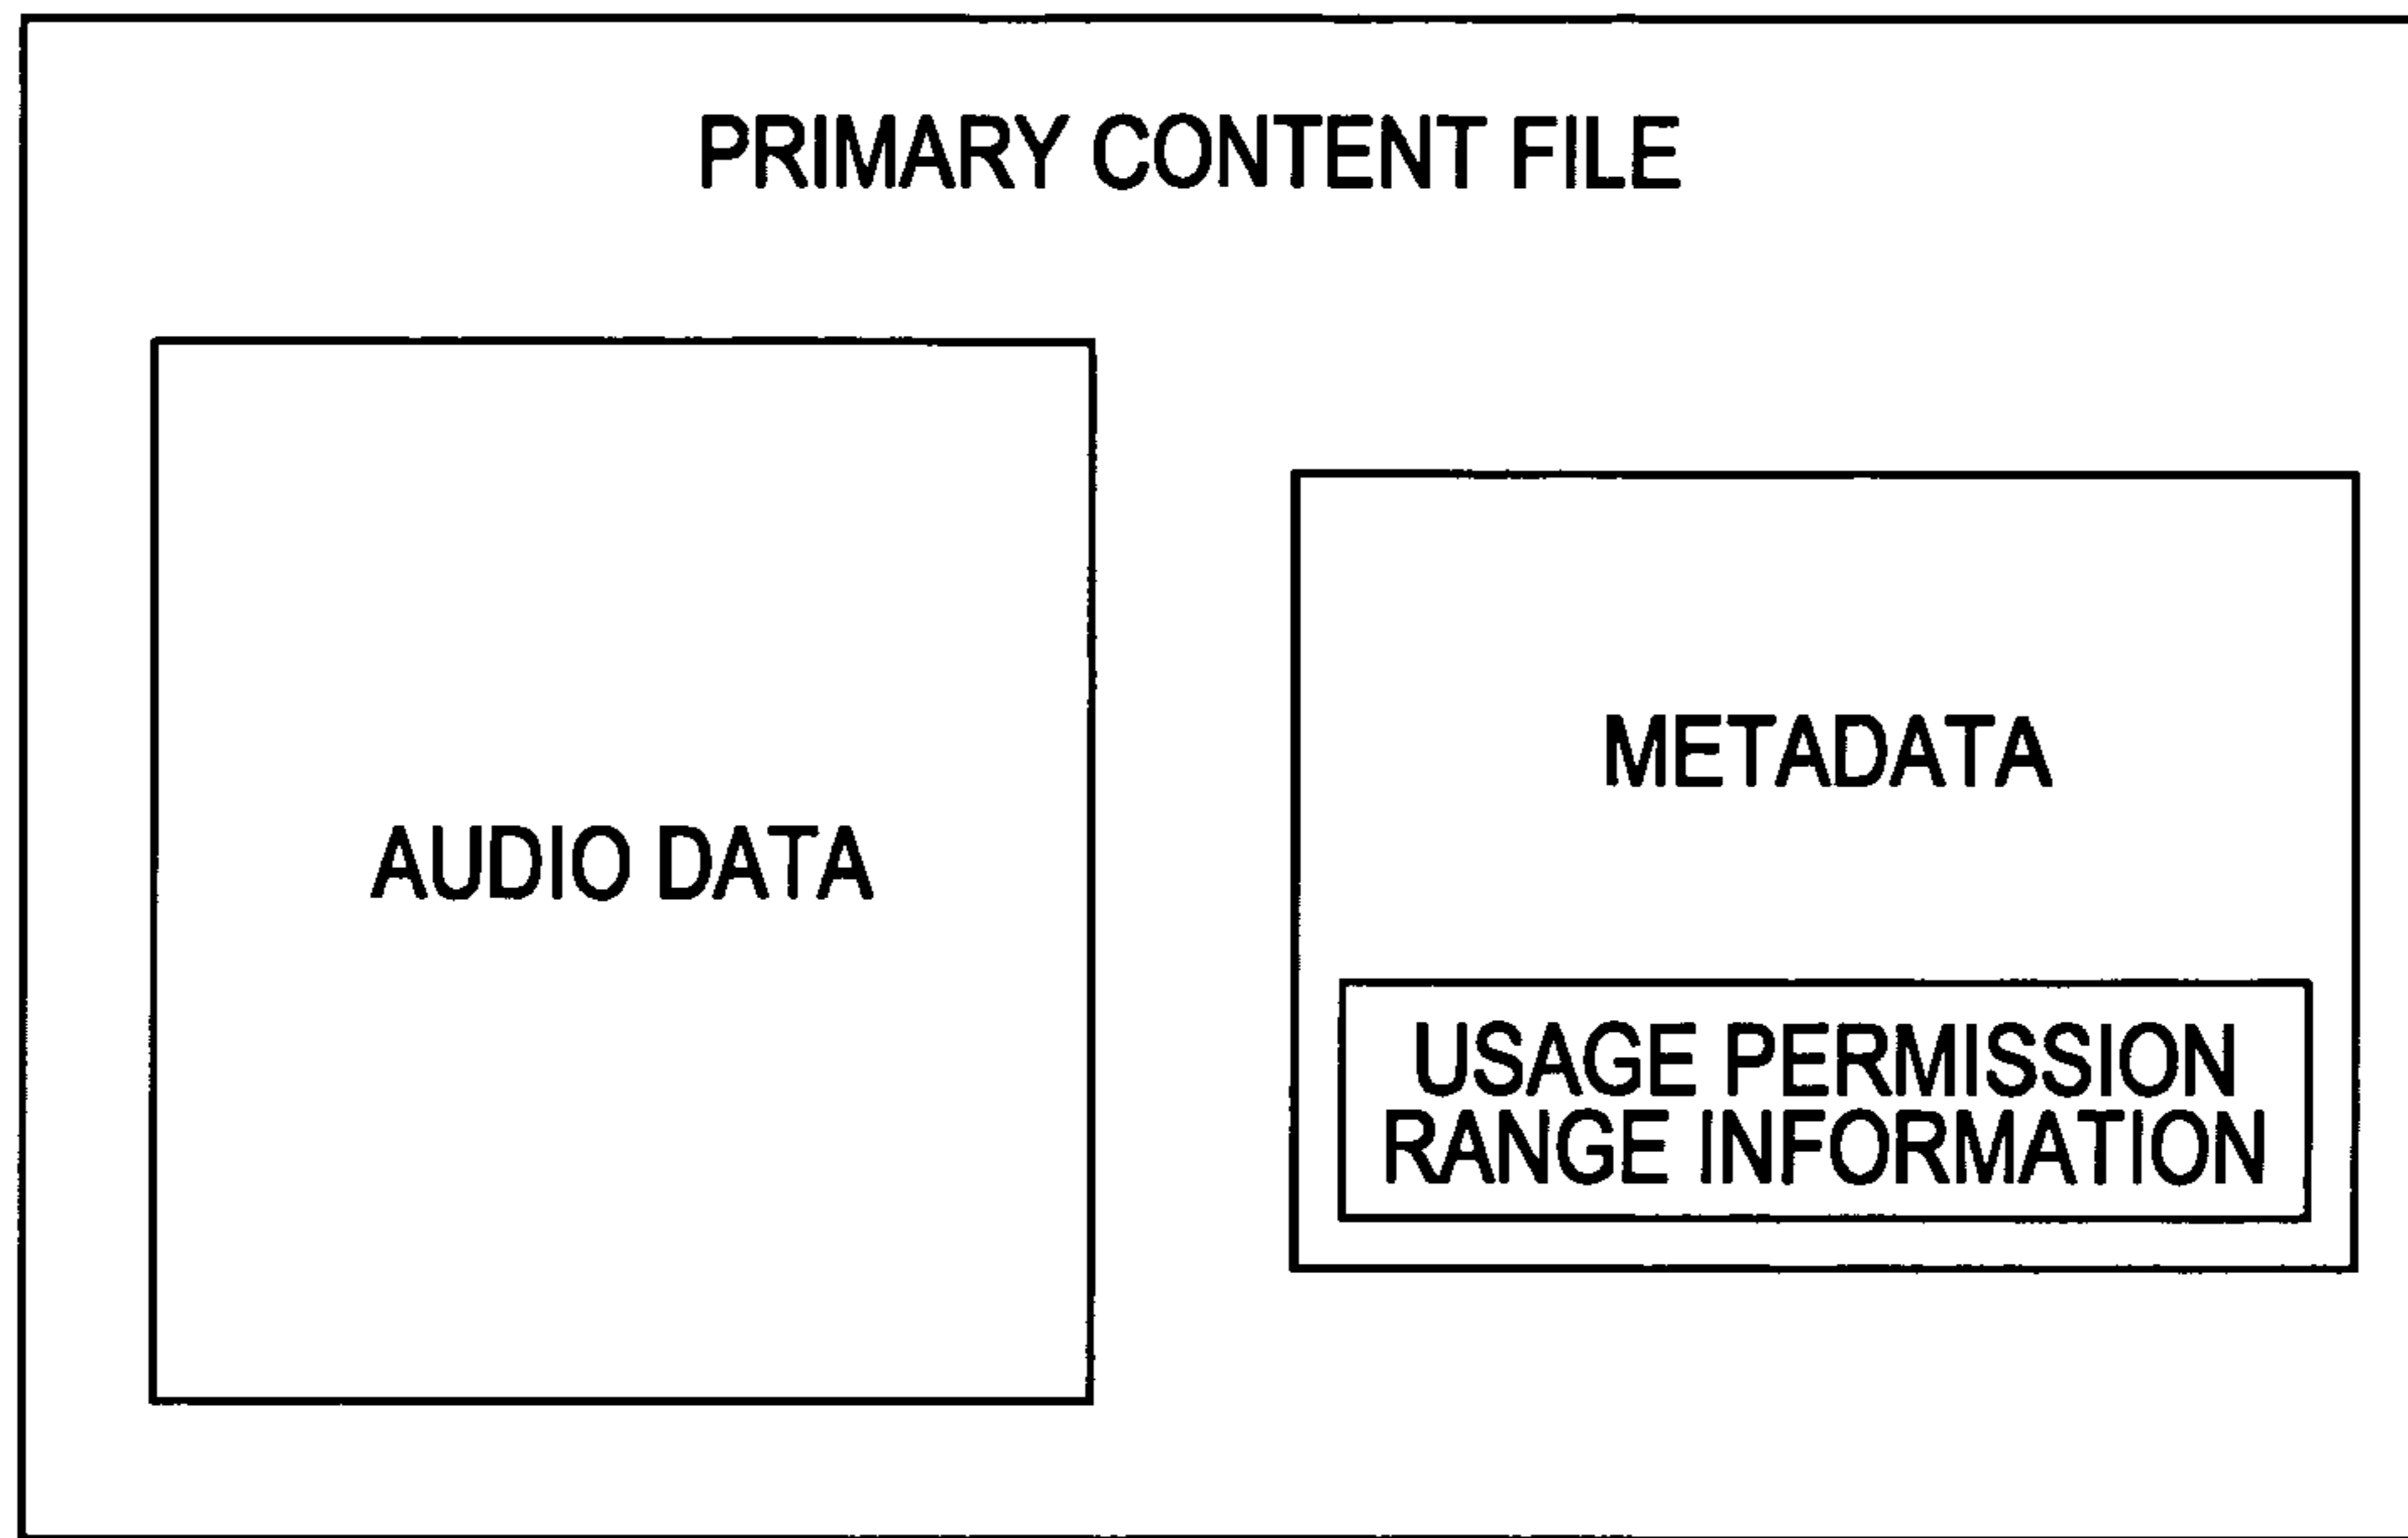 PRIMARY CONTENT FILE
AUDIO DATA
METADATA
USAGE PERMISSION
RANGE INFORMATION